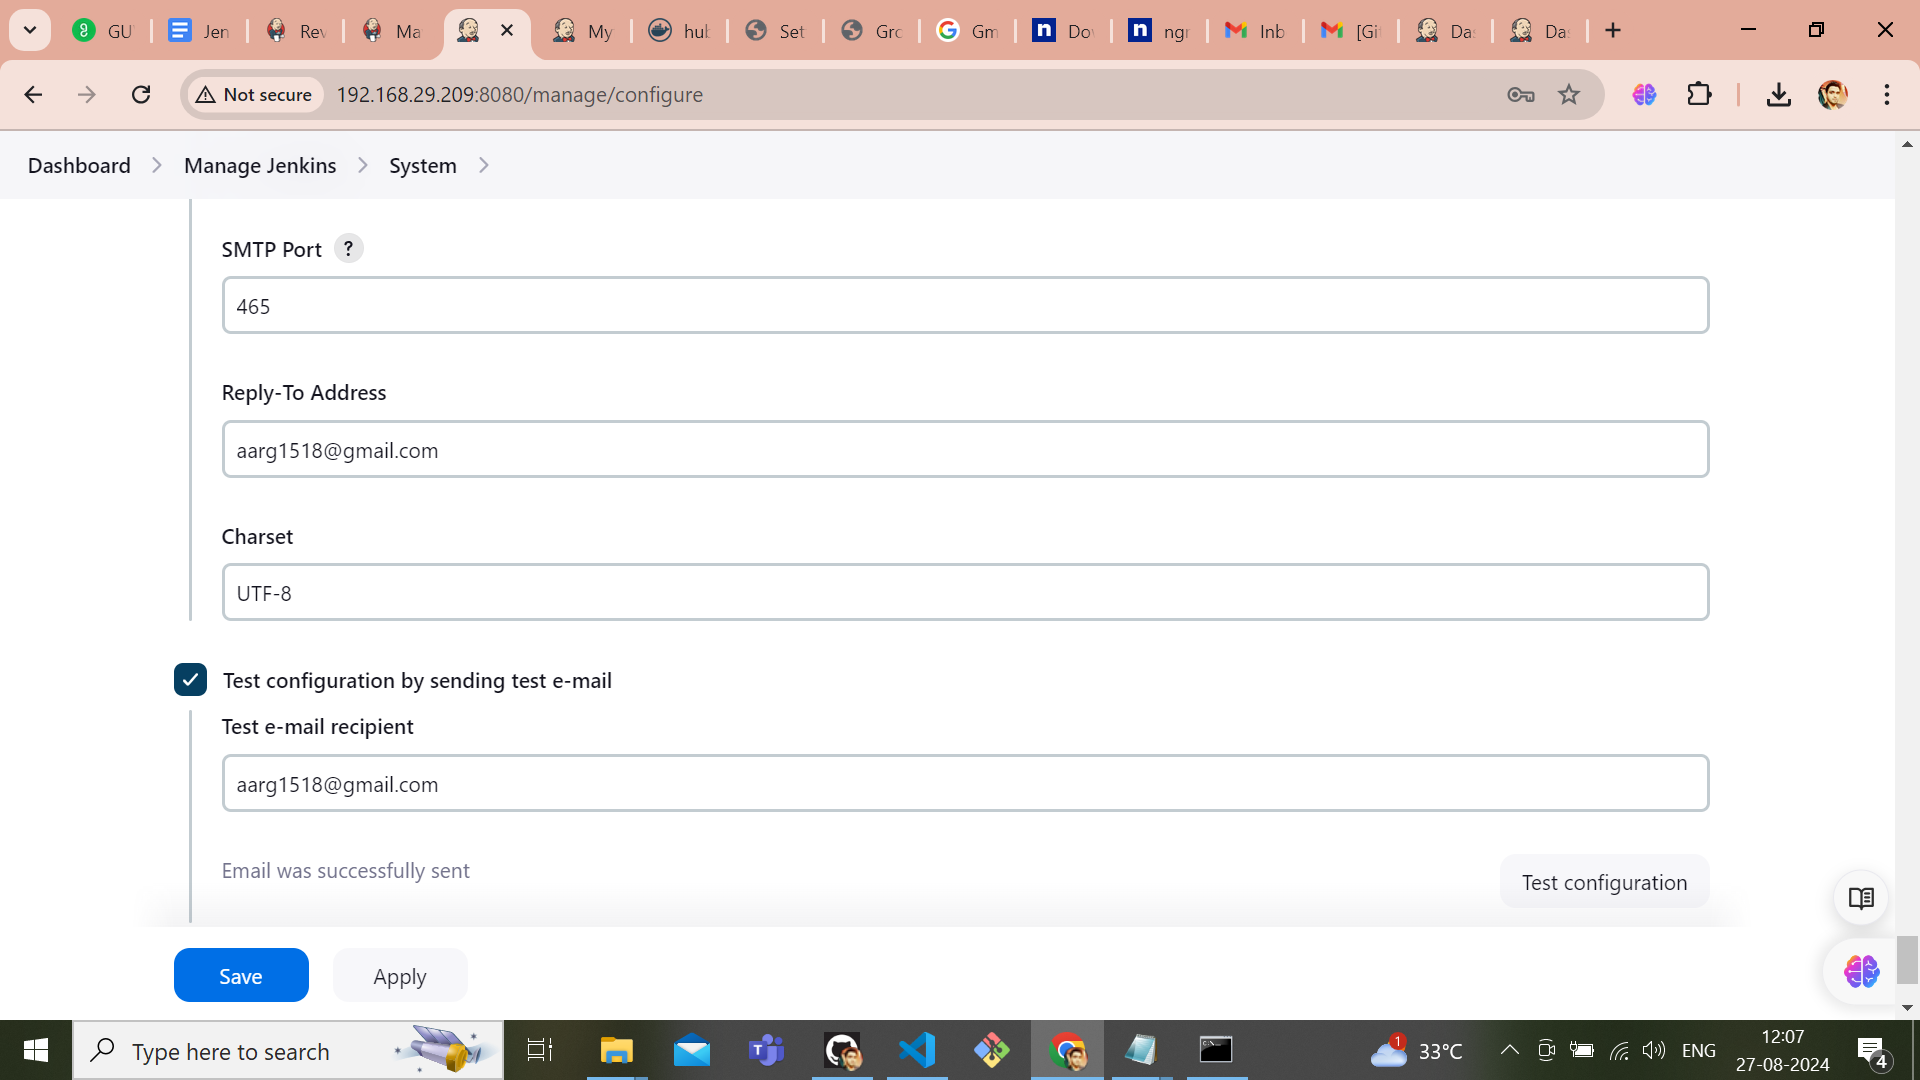 GU
Jen
Rev
Ma
My
hub
Set
Gro
Gm
Do
ngr
Inb
[Git
Da
Da
Not secure
192.168.29.209:8080/manage/configure
Dashboard
Manage Jenkins
System
SMTP Port ?
465
Reply-To Address
aarg1518@gmail.com
Charset
UTF-8
Test configuration by sending test e-mail
Test e-mail recipient
aarg1518@gmail.com
Email was successfully sent
Test configuration
Save
Apply
Type here to search
1
33°C
ENG
12:07
27-08-2024
4